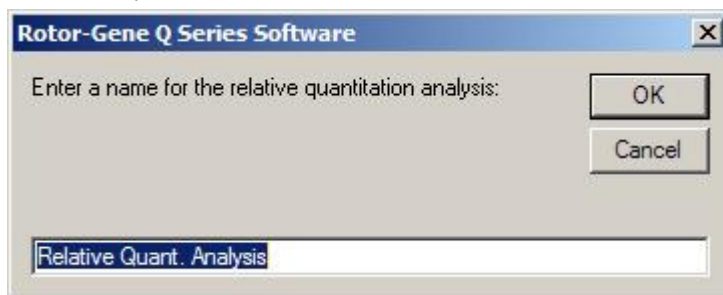 Rotor-Gene Q Series Software
Enter a name for the relative quantitation analysis:
OK
Cancel
Relative Quant. Analysis